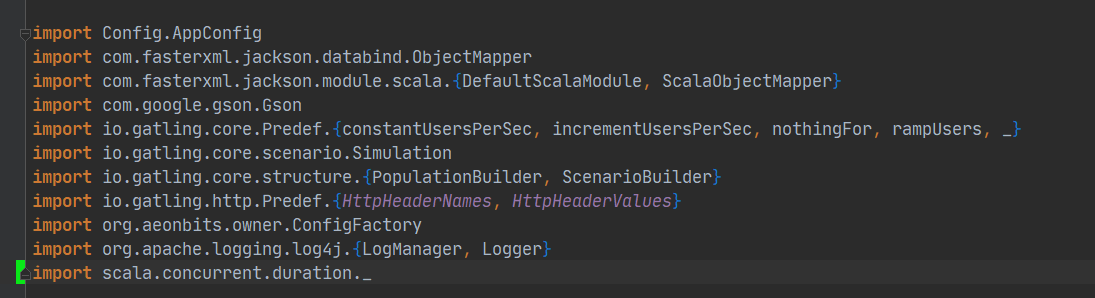 import Config.AppConfig
import com.fasterxml.jackson.databind.ObjectMapper
import com.fasterxml.jackson.module.scala.{DefaultScalaModule, ScalaObjectMapper}
import com.google.gson.Gson
import io.gatling.core.Predef.{constantUsersPerSec, incrementUsersPerSec, nothingFor, rampUsers, _}
import io.gatling.core.scenario.Simulation
import io.gatling.core.structure.{PopulationBuilder, ScenarioBuilder}
import io.gatling.http.Predef.{HttpHeaderNames, HttpHeaderValues}
import org.aeonbits.owner.ConfigFactory
import org.apache.logging.log4j.{LogManager, Logger}
import scala.concurrent.duration._